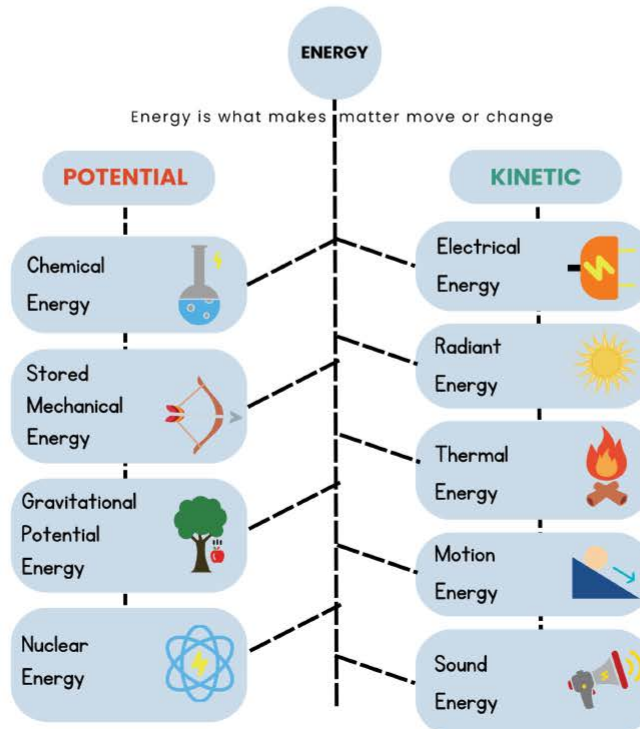 ENERGY
Energy is what makes matter move or change
POTENTIAL
Chemical
Energy
Stored
Mechanical
Energy
Gravitational
Potential
Energy
Nuclear
Energy
KINETIC
Electrical
Energy
Radiant
Energy
Thermal
Energy
Motion
Energy
Sound
Energy